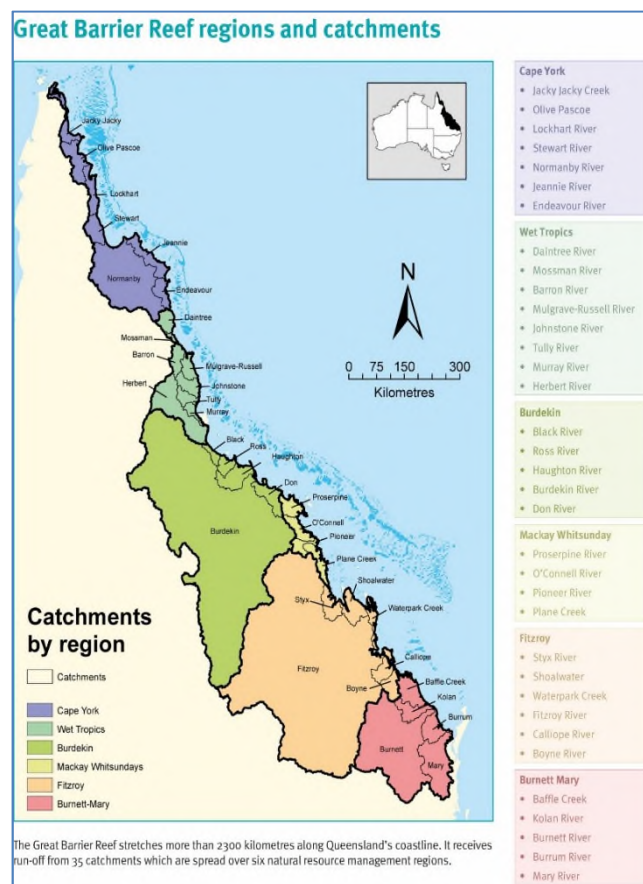 Great Barrier Reef regions and catchments
Jacky Jacky
Olive Pascoe
Lockhart
Stewart
Jeannie
Normanby
Endeavour
Daintree
Mossman
Barron
Mulgrave-Russell
Herbert
Johnstone
Tully
Murray
Black
Ross
Haughton
Don
Proserpine
Burdekin
O'Connell
Pioneer
Plane Creek
Shoalwater
Styx
Waterpark Creek
Fitzroy
Calliope
Boyne
Baffle Creek
Kolan
Burrum
Burnett
Mary
N
0 75 150 300
Kilometres
Catchments
by region
Catchments
Cape York
Wet Tropics
Burdekin
Mackay Whitsundays
Fitzroy
Burnett-Mary
Cape York
• Jacky Jacky Creek
• Olive Pascoe
• Lockhart River
• Stewart River
• Normanby River
• Jeannie River
• Endeavour River
Wet Tropics
• Daintree River
• Mossman River
• Barron River
• Mulgrave-Russell River
• Johnstone River
• Tully River
• Murray River
• Herbert River
Burdekin
• Black River
• Ross River
• Haughton River
• Burdekin River
• Don River
Mackay Whitsunday
• Proserpine River
• O'Connell River
• Pioneer River
• Plane Creek
Fitzroy
• Styx River
• Shoalwater
• Waterpark Creek
• Fitzroy River
• Calliope River
• Boyne River
Burnett Mary
• Baffle Creek
• Kolan River
• Burnett River
• Burrum River
• Mary River
The Great Barrier Reef stretches more than 2300 kilometres along Queensland's coastline. It receives
run-off from 35 catchments which are spread over six natural resource management regions.